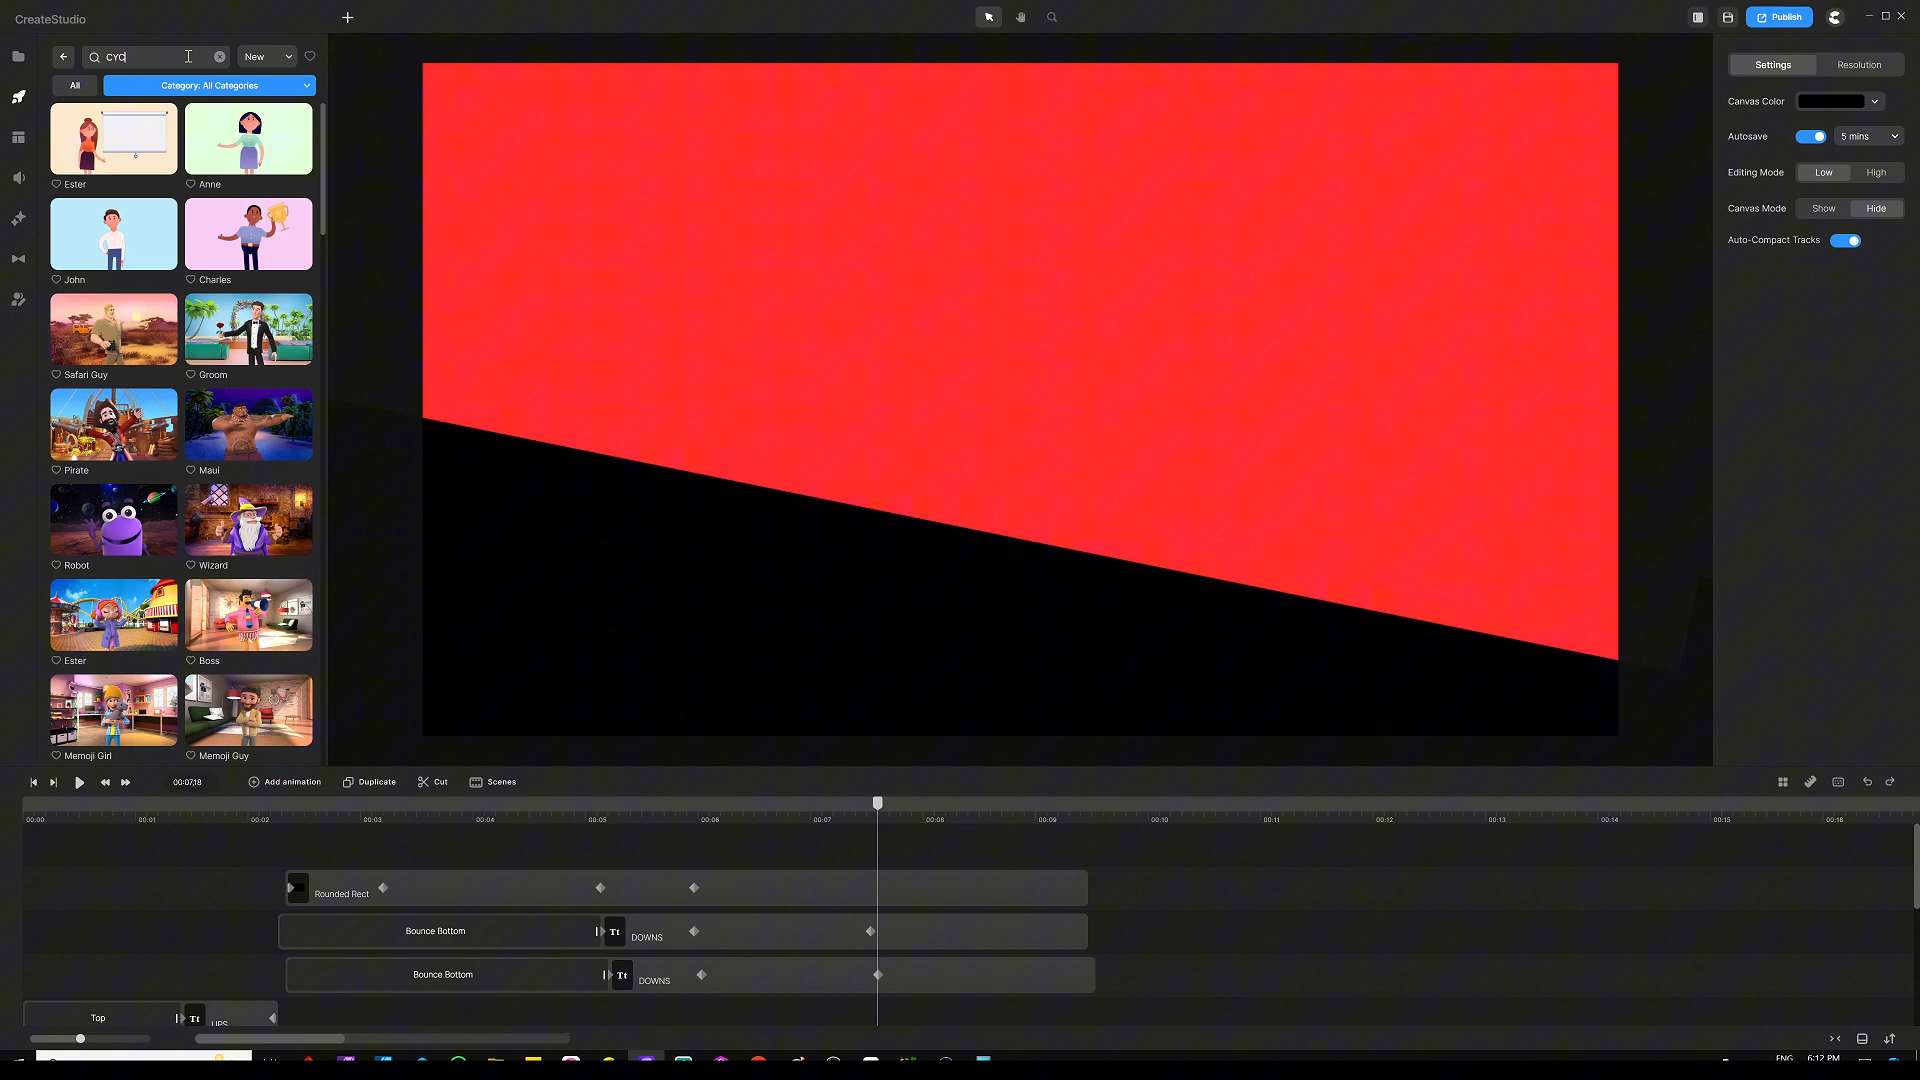 CreateStudio
Publish
CYC
New
All
Category: All Categories
Ester
Anne
John
Charles
Safari Guy
Groom
Pirate
Maui
Robot
Wizard
Ester
Boss
Memoji Girl
Memoji Guy
Settings
Resolution
Canvas Color
Autosave
5 mins
Editing Mode
Low
High
Canvas Mode
Show
Hide
Auto-Compact Tracks
00:07,18
Add animation
Duplicate
Cut
Scenes
00:00
00:01
00:02
00:03
00:04
00:05
00:06
00:07
00:08
00:09
00:10
00:11
00:12
00:13
00:14
00:15
00:16
Rounded Rect
Bounce Bottom
Tt
DOWNS
Bounce Bottom
Tt
DOWNS
Top
Tt
UPS
ENG
6:12 PM